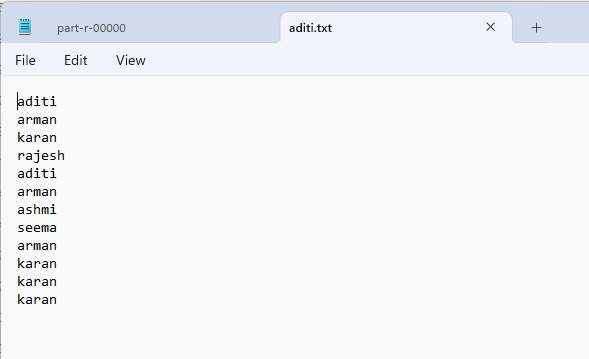 part-r-00000
aditi.txt
File Edit View
aditi
arman
karan
rajesh
aditi
arman
ashmi
seema
arman
karan
karan
karan